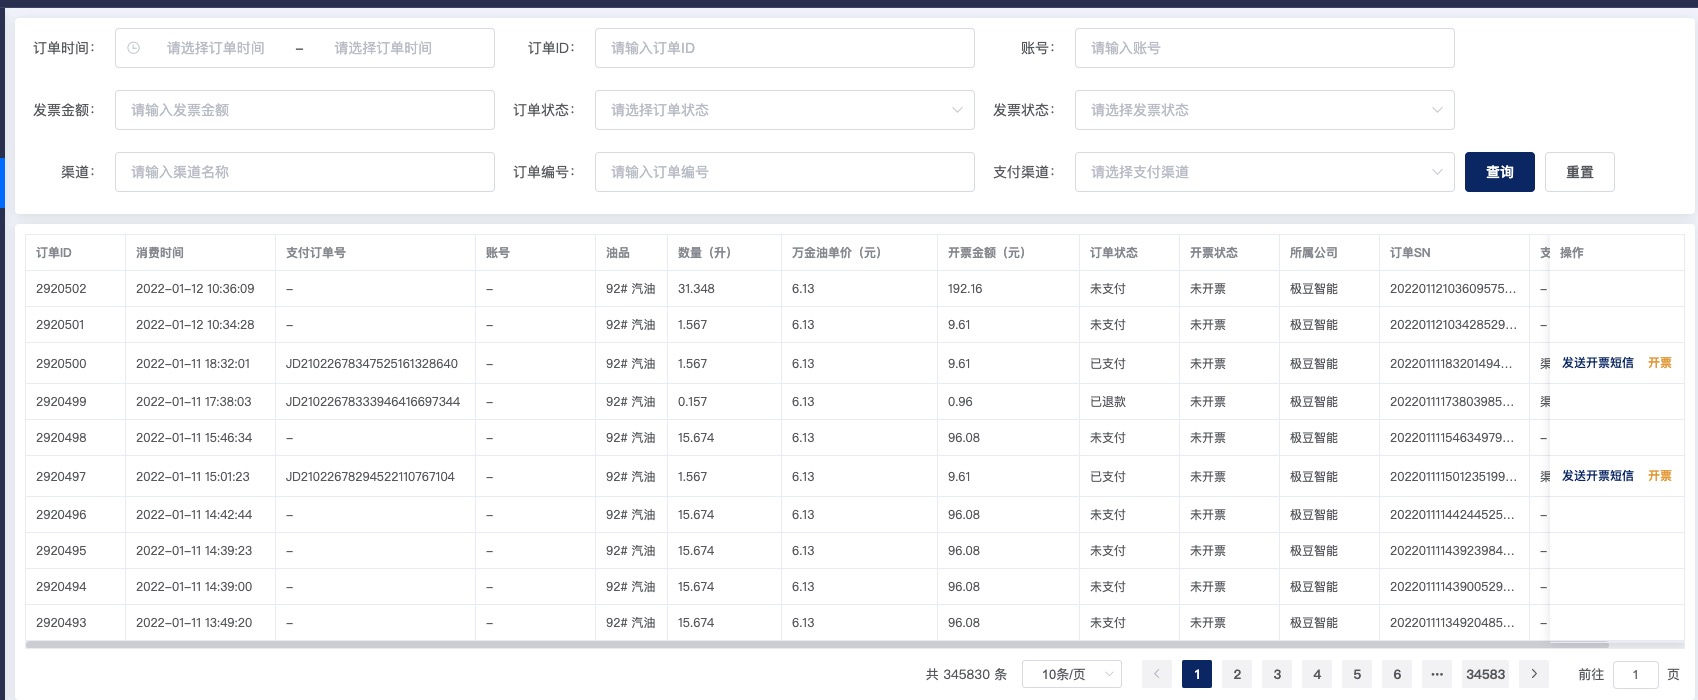 订单时间： 请选择订单时间 – 请选择订单时间 订单ID： 请输入订单ID 账号： 请输入账号
发票金额： 请输入发票金额 订单状态： 请选择订单状态 发票状态： 请选择发票状态
渠道： 请输入渠道名称 订单编号： 请输入订单编号 支付渠道： 请选择支付渠道 查询 重置
订单ID 消费时间 支付订单号 账号 油品 数量（升） 万金油单价（元） 开票金额（元） 订单状态 开票状态 所属公司 订单SN 支 操作
2920502 2022-01-12 10:36:09 – – 92# 汽油 31.348 6.13 192.16 未支付 未开票 极豆智能 20220112103609575... –
2920501 2022-01-12 10:34:28 – – 92# 汽油 1.567 6.13 9.61 未支付 未开票 极豆智能 20220112103428529... –
2920500 2022-01-11 18:32:01 JD21022678347525161328640 – 92# 汽油 1.567 6.13 9.61 已支付 未开票 极豆智能 20220111183201494... 渠 发送开票短信 开票
2920499 2022-01-11 17:38:03 JD21022678333946416697344 – 92# 汽油 0.157 6.13 0.96 已退款 未开票 极豆智能 20220111173803985... 渠
2920498 2022-01-11 15:46:34 – – 92# 汽油 15.674 6.13 96.08 未支付 未开票 极豆智能 20220111154634979... –
2920497 2022-01-11 15:01:23 JD21022678294522110767104 – 92# 汽油 1.567 6.13 9.61 已支付 未开票 极豆智能 20220111150123519​9... 渠 发送开票短信 开票
2920496 2022-01-11 14:42:44 – – 92# 汽油 15.674 6.13 96.08 未支付 未开票 极豆智能 20220111144244525... –
2920495 2022-01-11 14:39:23 – – 92# 汽油 15.674 6.13 96.08 未支付 未开票 极豆智能 20220111143923984... –
2920494 2022-01-11 14:39:00 – – 92# 汽油 15.674 6.13 96.08 未支付 未开票 极豆智能 20220111143900529... –
2920493 2022-01-11 13:49:20 – – 92# 汽油 15.674 6.13 96.08 未支付 未开票 极豆智能 20220111134920485... –
共 345830 条 10条/页 < 1 2 3 4 5 6 ··· 34583 > 前往 1 页